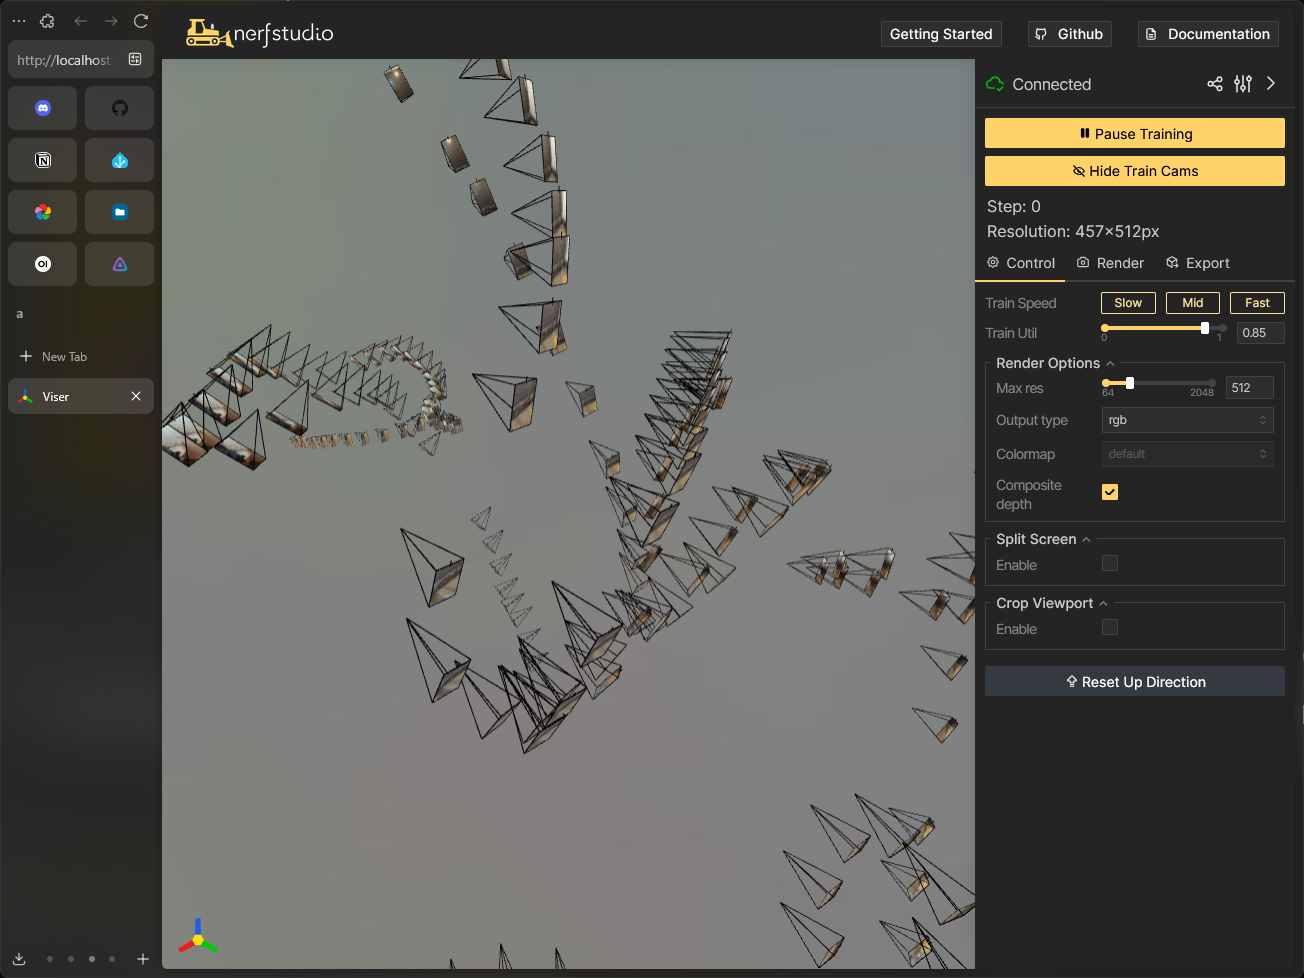 nerfstudio
Getting Started
Github
Documentation
http://localhost:
a
New Tab
Viser
Connected
Pause Training
Hide Train Cams
Step: 0
Resolution: 457×512px
Control
Render
Export
Train Speed
Slow
Mid
Fast
Train Util
0
1
0.85
Render Options
Max res
64
2048
512
Output type
rgb
Colormap
default
Composite
depth
Split Screen
Enable
Crop Viewport
Enable
Reset Up Direction